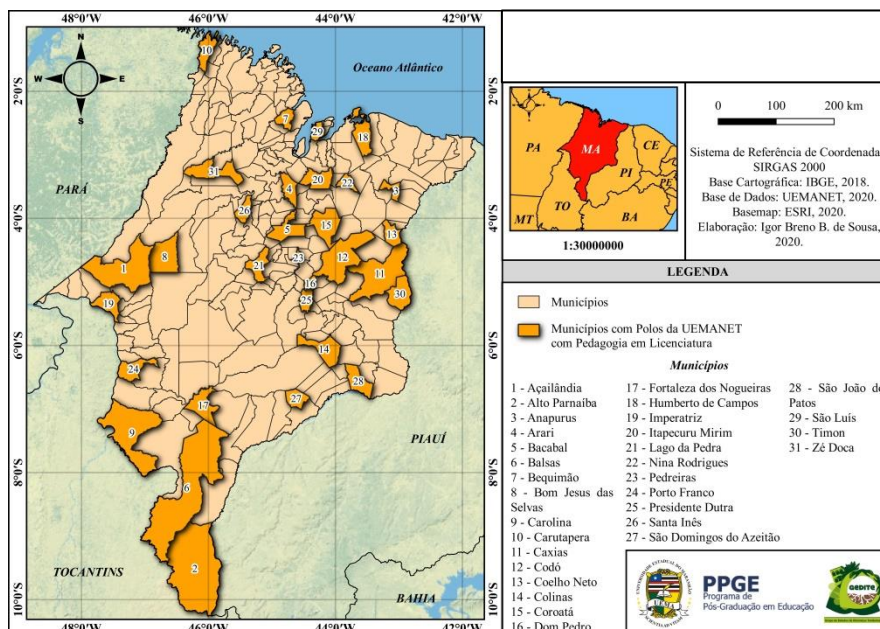 48°0'O 46°0'O 44°0'O 42°0'O
N
W E
S
Oceano Atlântico
2°S
4°S
6°S
8°S
10°S
2°S
4°0'S
6°0'S
8°0'S
10°0'S
PARÁ
PIAUÍ
TOCANTINS
BAHIA
10
7
29
18
31
4
20
22
3
26
5
15
13
1
8
21
23
12
11
16
25
30
19
14
24
28
27
17
9
6
2
48°0'O 46°0'O 44°0'O 42°0'O
PA
MA
CE
PI
PE
TO
MT
BA
1:30000000
0 100 200 km
Sistema de Referência de Coordenada
SIRGAS 2000
Base Cartográfica: IBGE, 2018.
Base de Dados: UEMANET, 2020.
Basemap: ESRI, 2020.
Elaboração: Igor Breno B. de Sousa,
2020.
LEGENDA
Municípios
Municípios com Polos da UEMANET
com Pedagogia em Licenciatura
Municípios
1 - Açailândia
2 - Alto Parnaíba
3 - Anapurus
4 - Arari
5 - Bacabal
6 - Balsas
7 - Bequimão
8 - Bom Jesus das
Selvas
9 - Carolina
10 - Carutapera
11 - Caxias
12 - Codó
13 - Coelho Neto
14 - Colinas
15 - Coroatá
16 - Dom Pedro
17 - Fortaleza dos Nogueiras
18 - Humberto de Campos
19 - Imperatriz
20 - Itapecuru Mirim
21 - Lago da Pedra
22 - Nina Rodrigues
23 - Pedreiras
24 - Porto Franco
25 - Presidente Dutra
26 - Santa Inês
27 - São Domingos do Azeitão
28 - São João de
Patos
29 - São Luís
30 - Timon
31 - Zé Doca
UEMA
PPGE
Programa de
Pós-Graduação em Educação
GEDITE